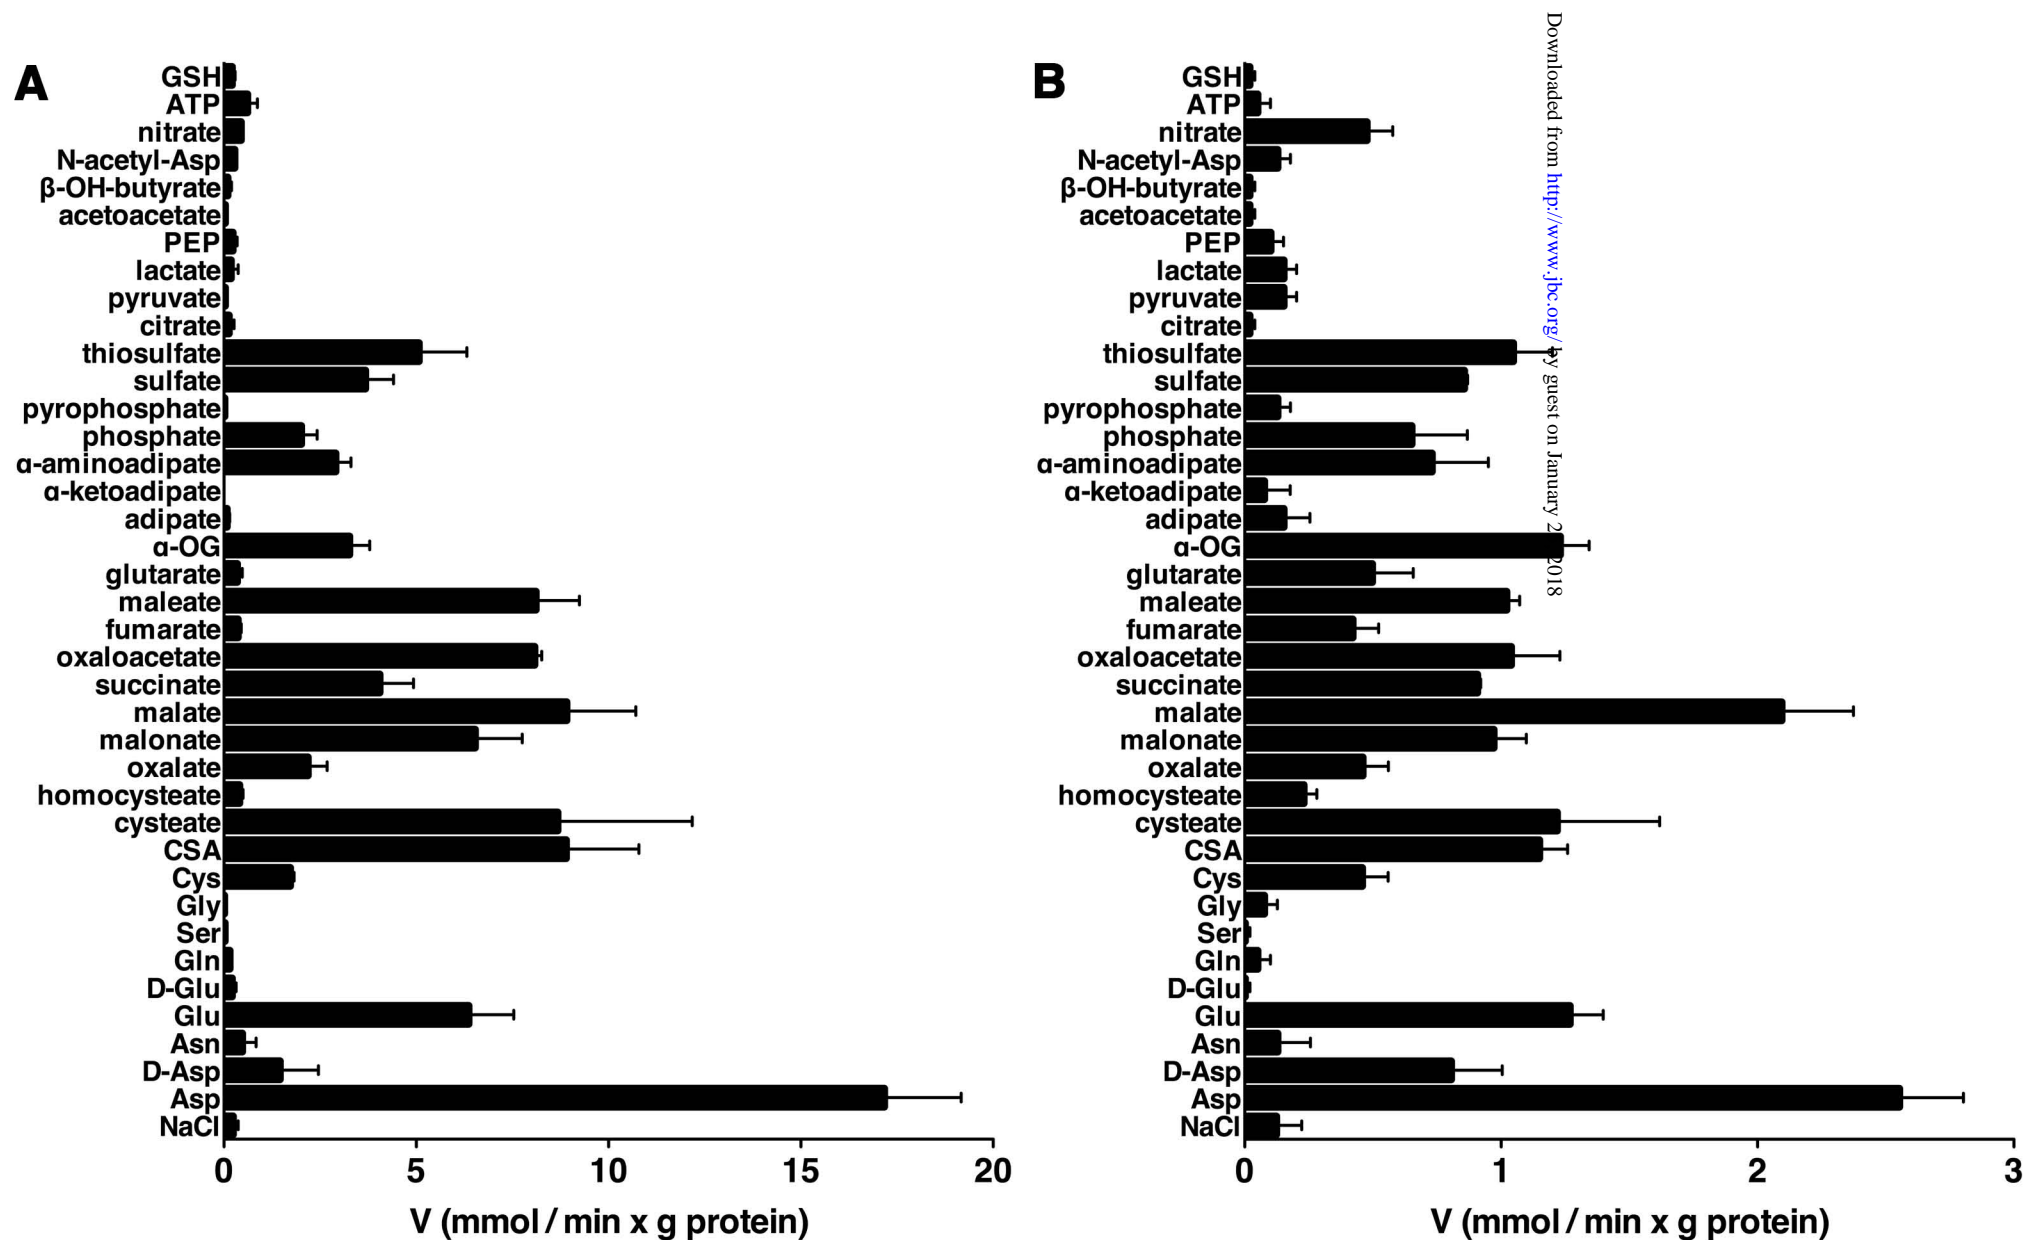 A
GSH
ATP
nitrate
N-acetyl-Asp
β-OH-butyrate
acetoacetate
PEP
lactate
pyruvate
citrate
thiosulfate
sulfate
pyrophosphate
phosphate
α-aminoadipate
α-ketoadipate
adipate
α-OG
glutarate
maleate
fumarate
oxaloacetate
succinate
malate
malonate
oxalate
homocysteate
cysteate
CSA
Cys
Gly
Ser
Gln
D-Glu
Glu
Asn
D-Asp
Asp
NaCl
0 5 10 15 20
V (mmol / min x g protein)
B
GSH
ATP
nitrate
N-acetyl-Asp
β-OH-butyrate
acetoacetate
PEP
lactate
pyruvate
citrate
thiosulfate
sulfate
pyrophosphate
phosphate
α-aminoadipate
α-ketoadipate
adipate
α-OG
glutarate
maleate
fumarate
oxaloacetate
succinate
malate
malonate
oxalate
homocysteate
cysteate
CSA
Cys
Gly
Ser
Gln
D-Glu
Glu
Asn
D-Asp
Asp
NaCl
0 1 2 3
V (mmol / min x g protein)
Downloaded from http://www.jbc.org/ by guest on January 2 2018